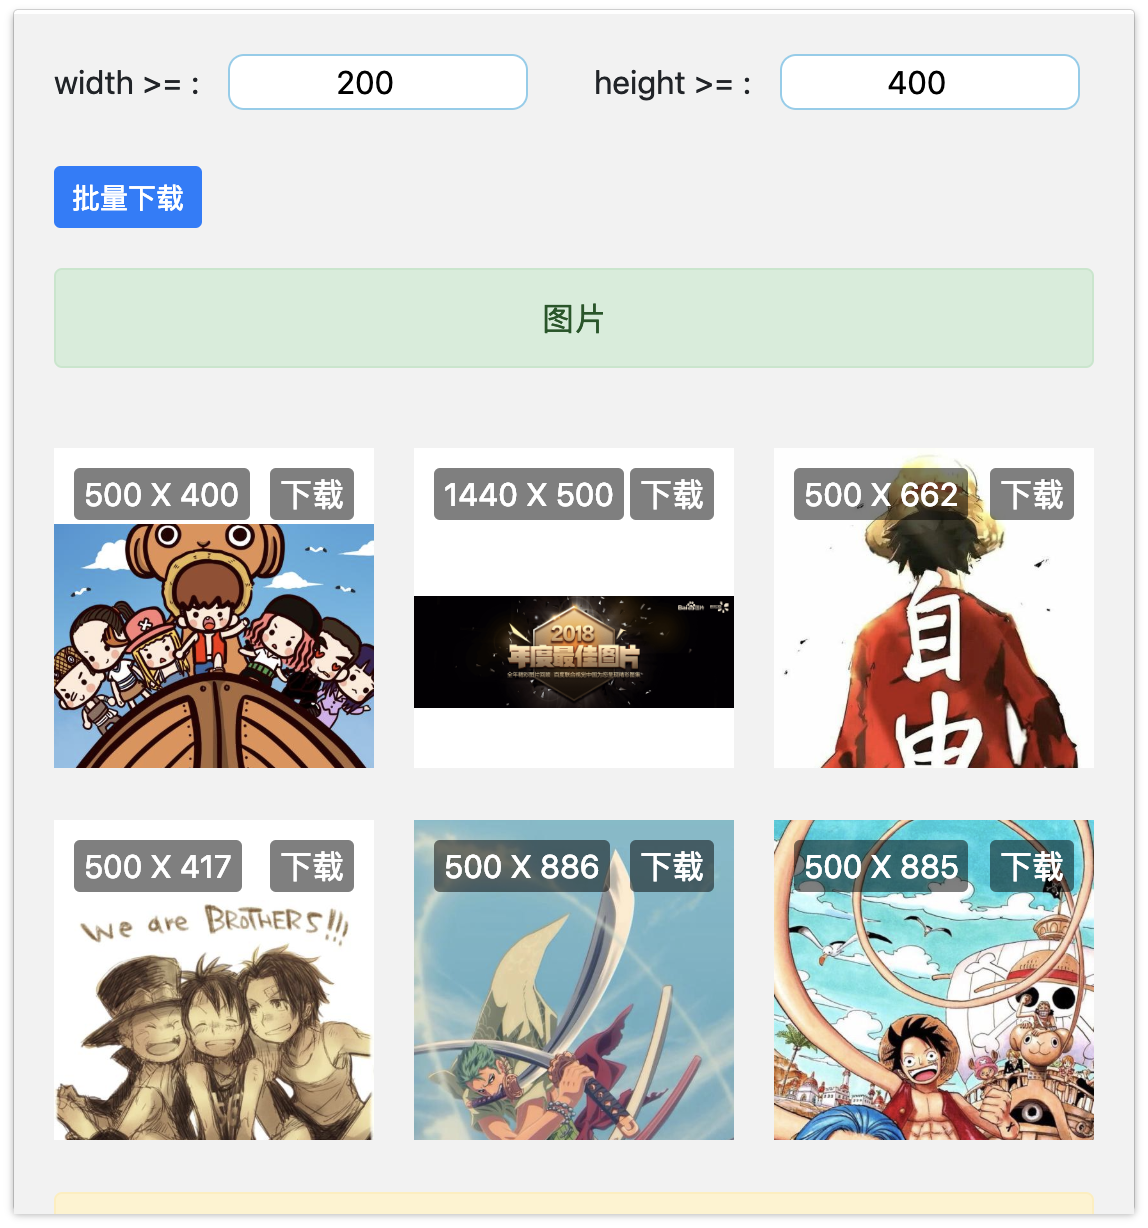 width >= : 200 height >= : 400
批量下载
图片
500 X 400 下载
1440 X 500 下载
500 X 662 下载
2018
年度最佳图片
自由
500 X 417 下载
500 X 886 下载
500 X 885 下载
we are BROTHERS!!!